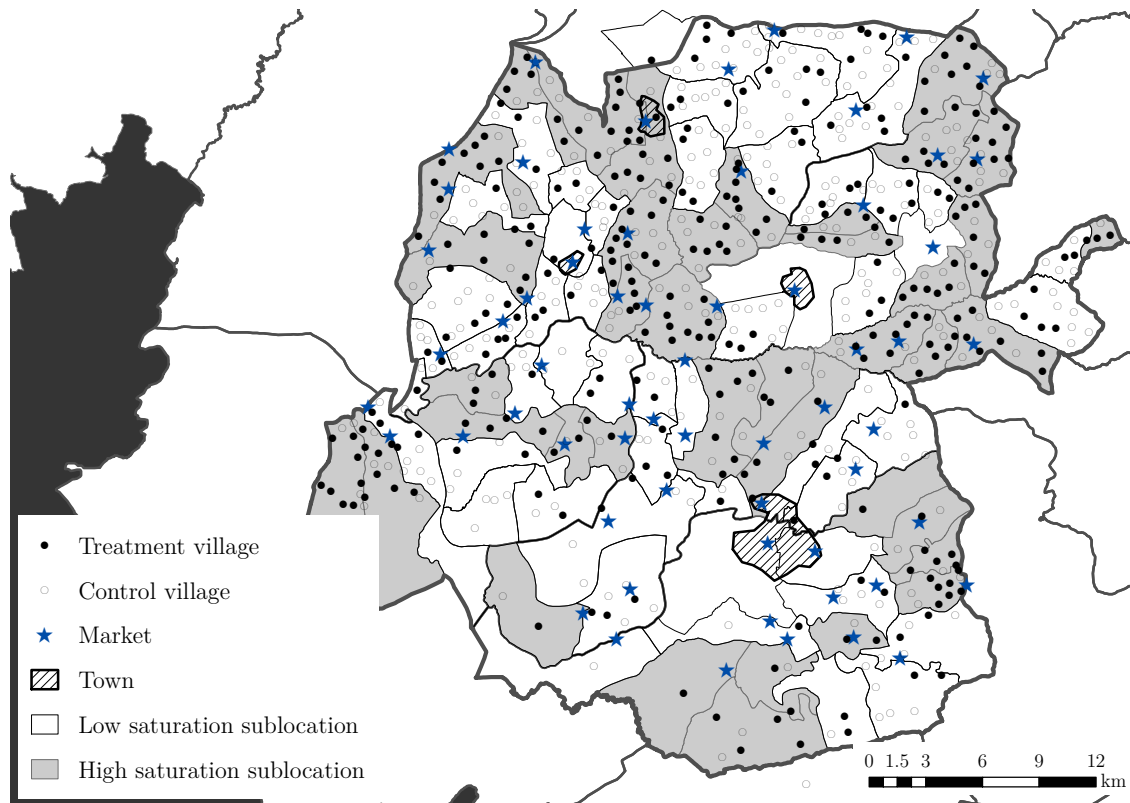 Treatment village
Control village
Market
Town
Low saturation sublocation
High saturation sublocation
0 1.5 3 6 9 12
km